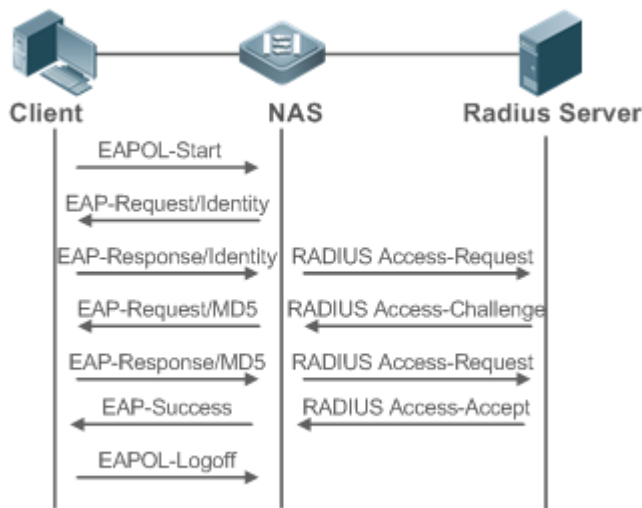 Client NAS Radius Server
EAPOL-Start
EAP-Request/Identity
EAP-Response/Identity RADIUS Access-Request
EAP-Request/MD5 RADIUS Access-Challenge
EAP-Response/MD5 RADIUS Access-Request
EAP-Success RADIUS Access-Accept
EAPOL-Logoff